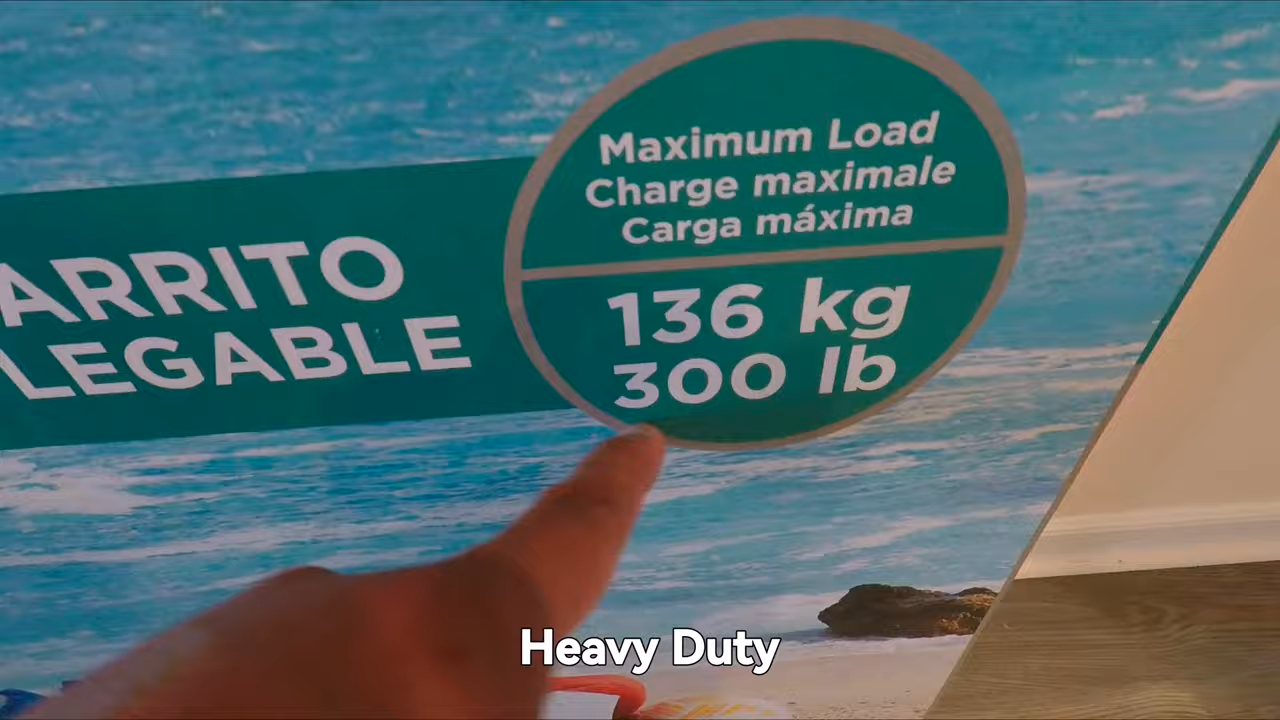 ARRITO
LEGABLE
Maximum Load
Charge maximale
Carga máxima
136 kg
300 lb
Heavy Duty